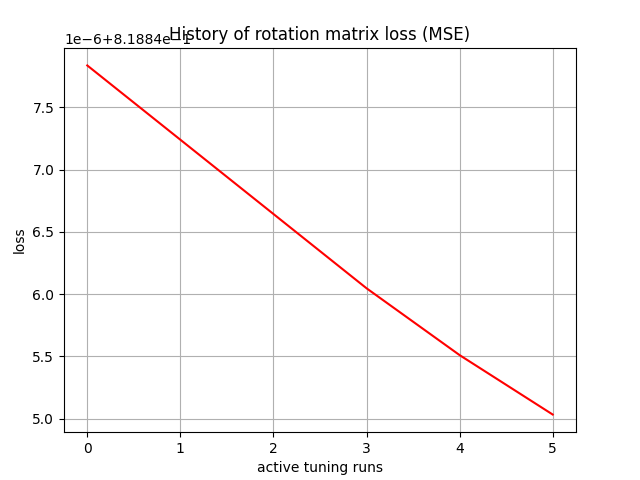 History of rotation matrix loss (MSE)
1e−6+8.1884e−1
7.5
7.0
6.5
6.0
5.5
5.0
loss
0 1 2 3 4 5
active tuning runs